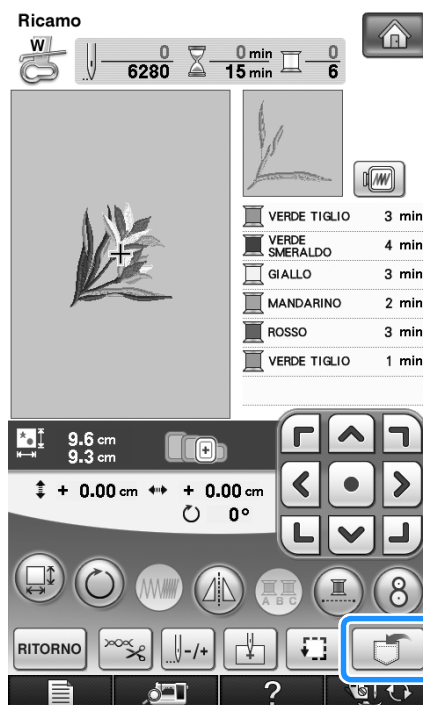 Ricamo
W
0 0 min 0
6280 15 min 6
VERDE TIGLIO 3 min
VERDE SMERALDO 4 min
GIALLO 3 min
MANDARINO 2 min
ROSSO 3 min
VERDE TIGLIO 1 min
9.6 cm
9.3 cm
+ 0.00 cm + 0.00 cm
0°
A B C
8
RITORNO
-/+
?